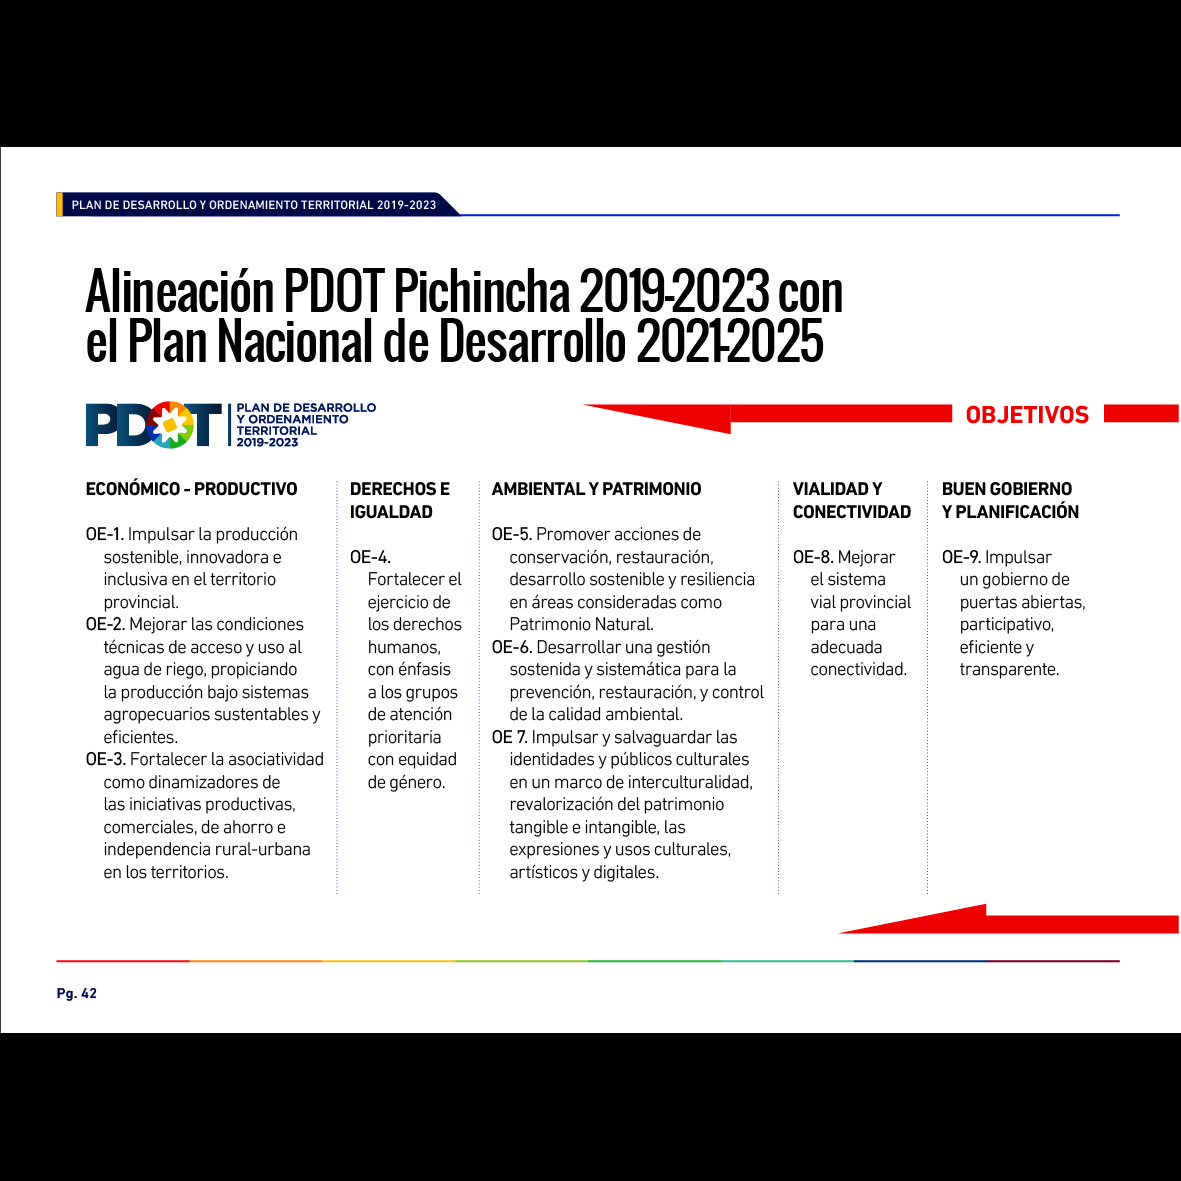 PLAN DE DESARROLLO Y ORDENAMIENTO TERRITORIAL 2019-2023
Alineación PDOT Pichincha 2019-2023 con
el Plan Nacional de Desarrollo 2021-2025
PDOT
PLAN DE DESARROLLO
Y ORDENAMIENTO
TERRITORIAL
2019-2023
OBJETIVOS
ECONÓMICO - PRODUCTIVO
OE-1. Impulsar la producción
sostenible, innovadora e
inclusiva en el territorio
provincial.
OE-2. Mejorar las condiciones
técnicas de acceso y uso al
agua de riego, propiciando
la producción bajo sistemas
agropecuarios sustentables y
eficientes.
OE-3. Fortalecer la asociatividad
como dinamizadores de
las iniciativas productivas,
comerciales, de ahorro e
independencia rural-urbana
en los territorios.
DERECHOS E
IGUALDAD
OE-4.
Fortalecer el
ejercicio de
los derechos
humanos,
con énfasis
a los grupos
de atención
prioritaria
con equidad
de género.
AMBIENTAL Y PATRIMONIO
OE-5. Promover acciones de
conservación, restauración,
desarrollo sostenible y resiliencia
en áreas consideradas como
Patrimonio Natural.
OE-6. Desarrollar una gestión
sostenida y sistemática para la
prevención, restauración, y control
de la calidad ambiental.
OE 7. Impulsar y salvaguardar las
identidades y públicos culturales
en un marco de interculturalidad,
revalorización del patrimonio
tangible e intangible, las
expresiones y usos culturales,
artísticos y digitales.
VIALIDAD Y
CONECTIVIDAD
OE-8. Mejorar
el sistema
vial provincial
para una
adecuada
conectividad.
BUEN GOBIERNO
Y PLANIFICACIÓN
OE-9. Impulsar
un gobierno de
puertas abiertas,
participativo,
eficiente y
transparente.
Pg. 42